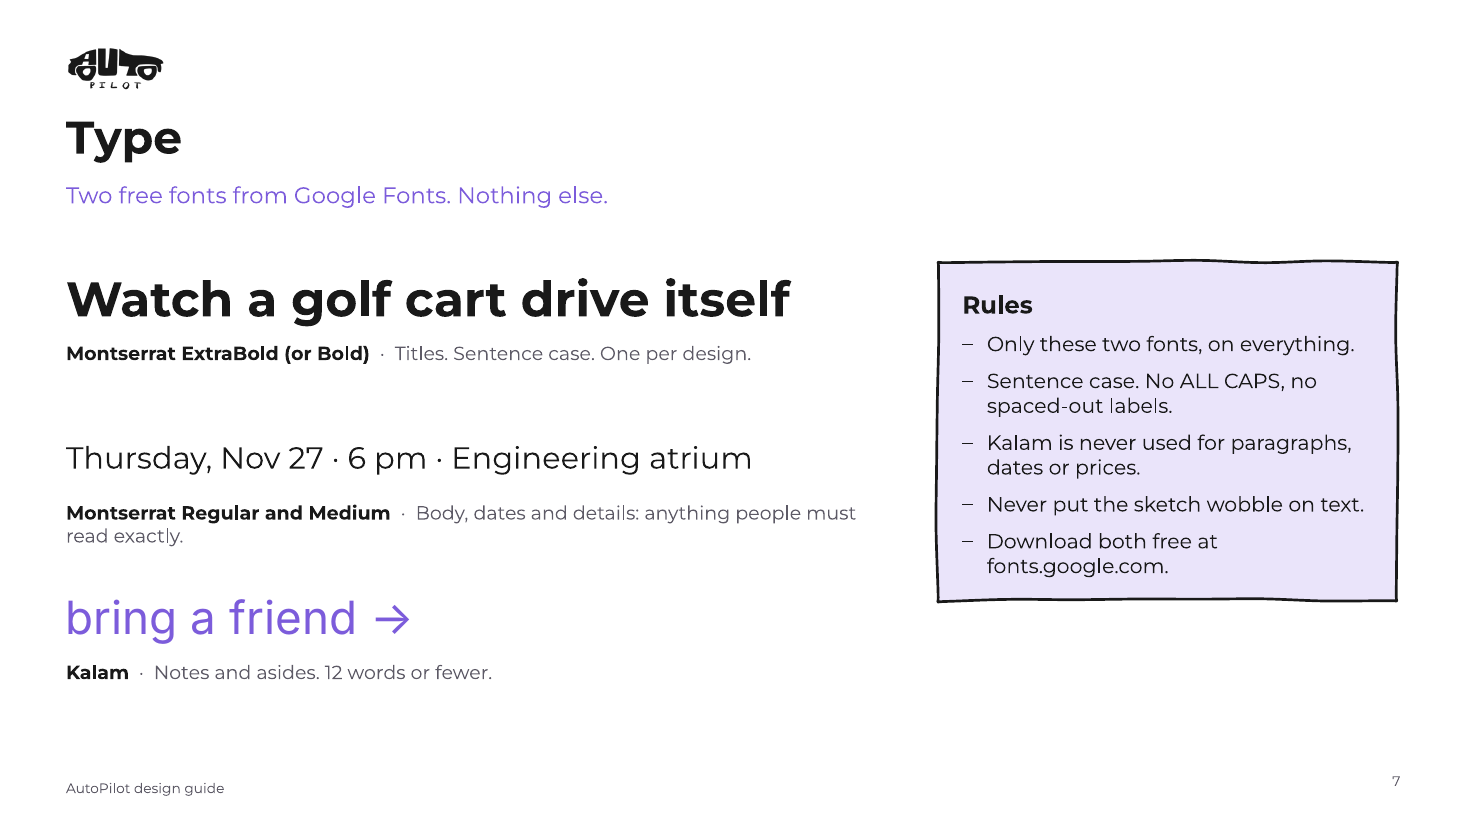 AUTO
PILOT
Type
Two free fonts from Google Fonts. Nothing else.
Watch a golf cart drive itself
Montserrat ExtraBold (or Bold) · Titles. Sentence case. One per design.
Thursday, Nov 27 · 6 pm · Engineering atrium
Montserrat Regular and Medium · Body, dates and details: anything people must
read exactly.
bring a friend →
Kalam · Notes and asides. 12 words or fewer.
Rules
– Only these two fonts, on everything.
– Sentence case. No ALL CAPS, no
spaced-out labels.
– Kalam is never used for paragraphs,
dates or prices.
– Never put the sketch wobble on text.
– Download both free at
fonts.google.com.
AutoPilot design guide
7